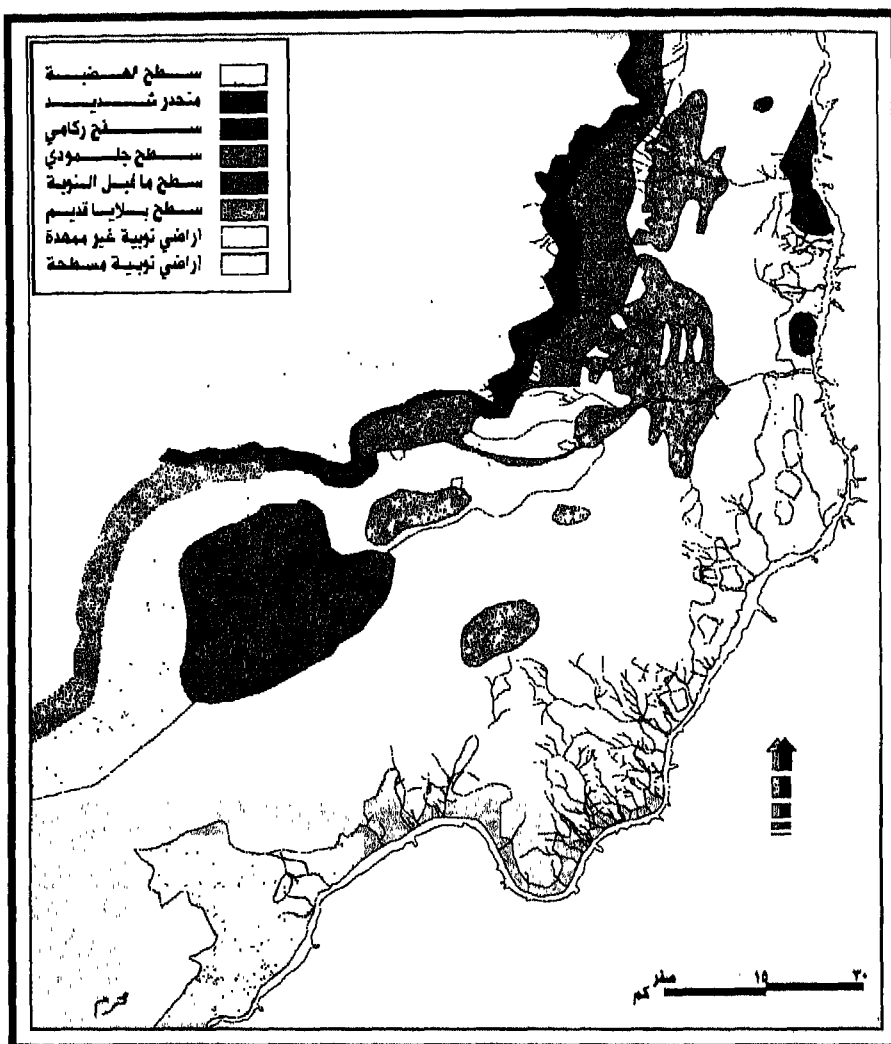 سطح لهضبة
منحدر شديد
سفح ركامي
سطح جلمودي
سطح ما قبل النوبة
سطح بلايا قديم
اراضي نوبية غير ممهدة
اراضي نوبية مسطحة
صفر ١٥ ٣٠
كم